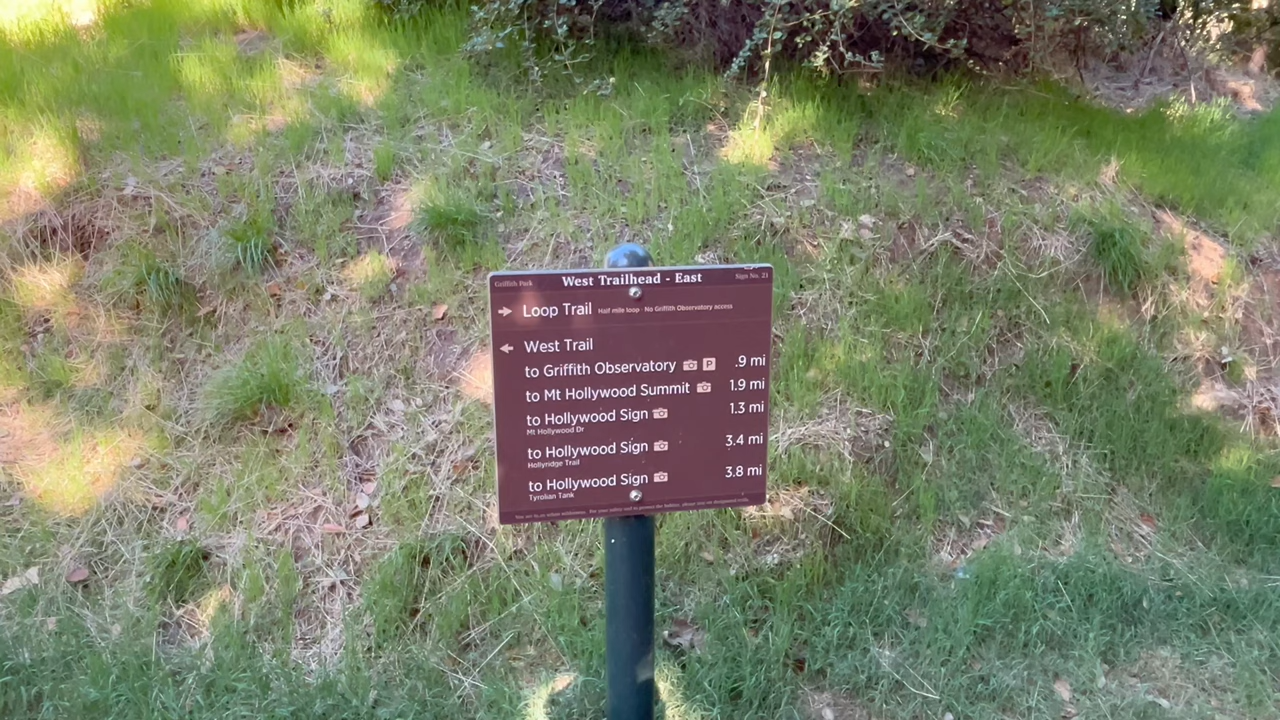 Griffith Park West Trailhead - East Sign No. 21
Loop Trail Half mile loop · No Griffith Observatory access
West Trail
to Griffith Observatory P .9 mi
to Mt Hollywood Summit 1.9 mi
to Hollywood Sign 1.3 mi
Mt Hollywood Dr
to Hollywood Sign 3.4 mi
Hollyridge Trail
to Hollywood Sign 3.8 mi
Tyrolian Tank